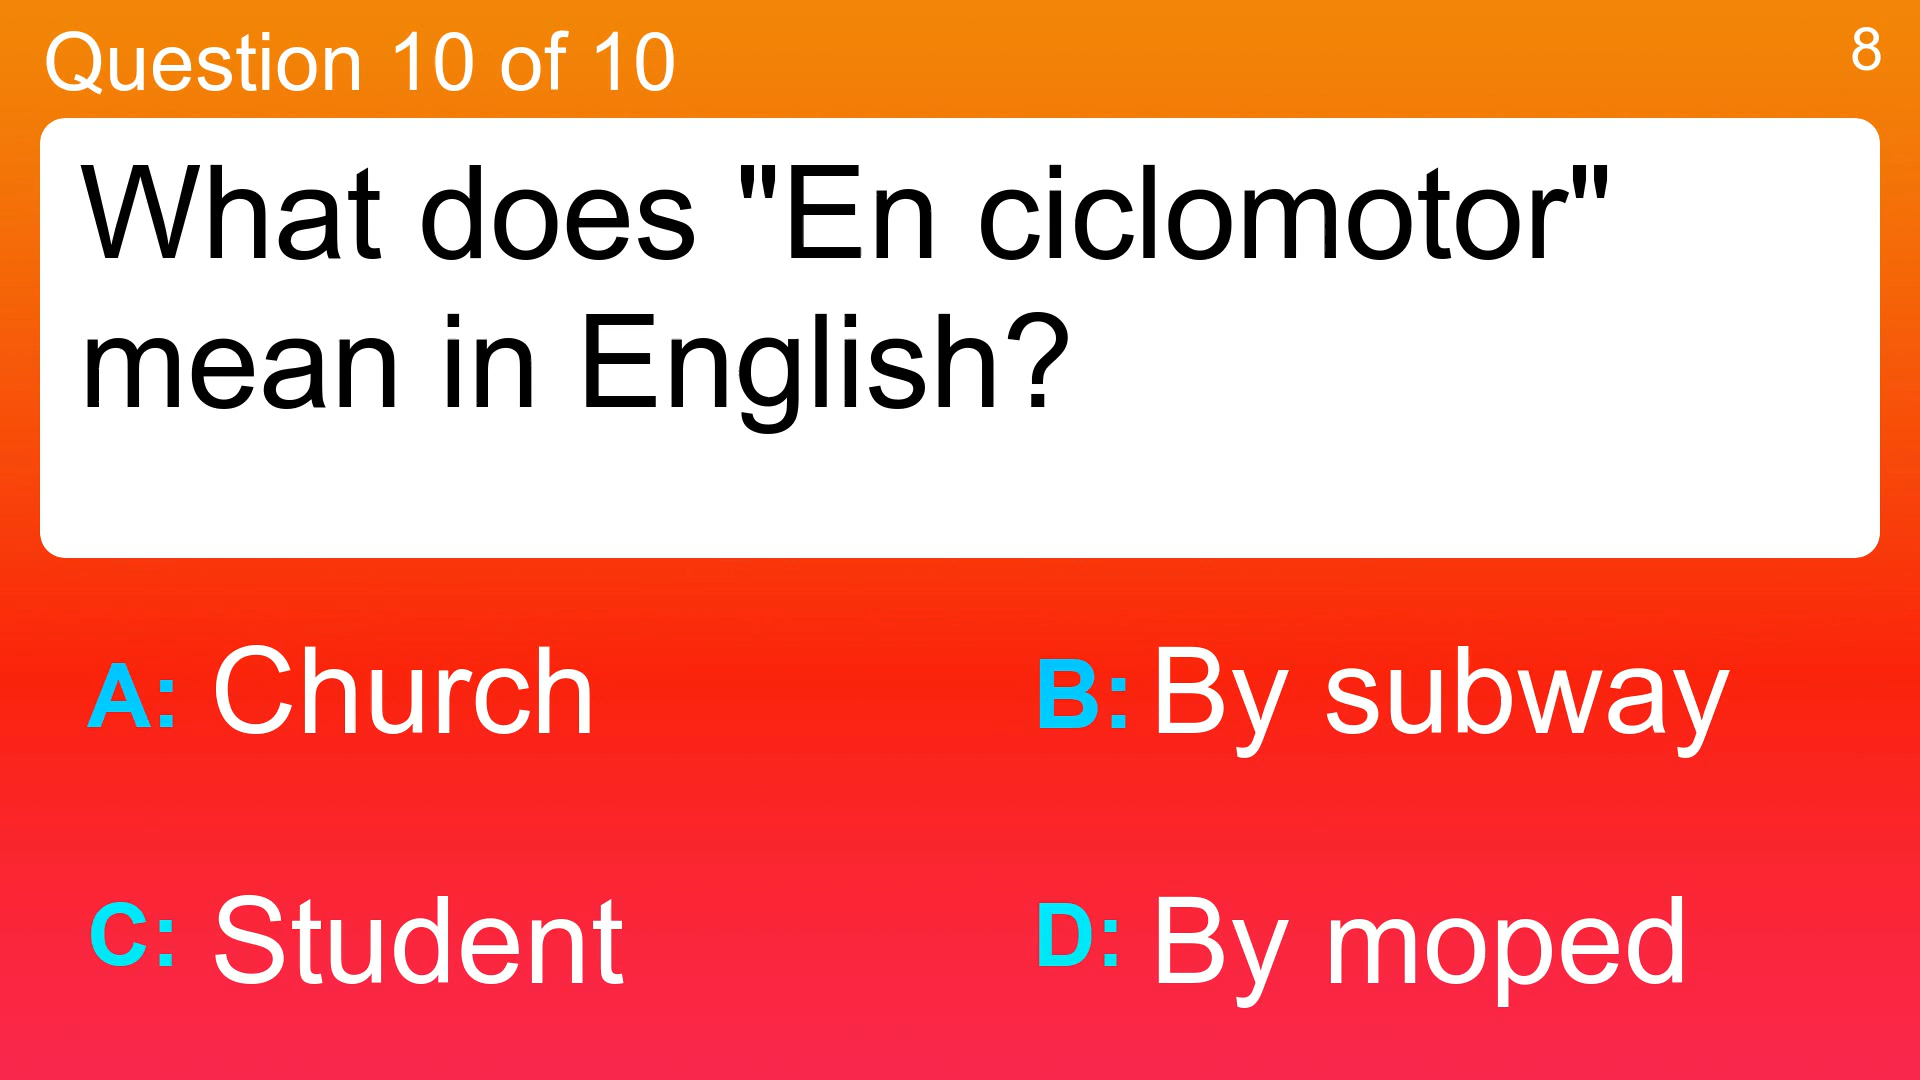 Question 10 of 10
8
What does "En ciclomotor"
mean in English?
A: Church
B: By subway
C: Student
D: By moped